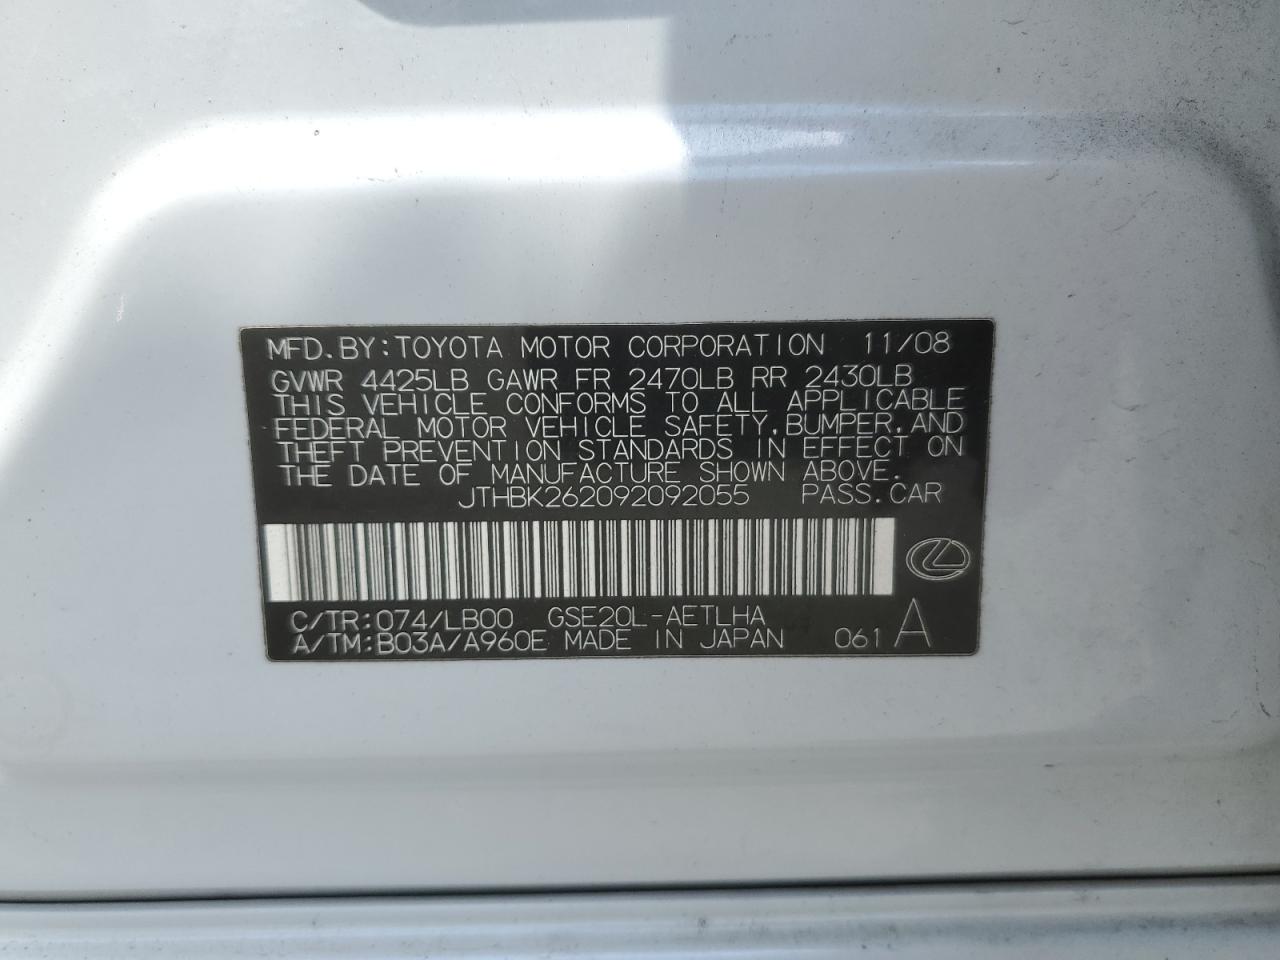 MFD.BY:TOYOTA MOTOR CORPORATION 11/08
GVWR 4425LB GAWR FR 2470LB RR 2430LB
THIS VEHICLE CONFORMS TO ALL APPLICABLE
FEDERAL MOTOR VEHICLE SAFETY,BUMPER,AND
THEFT PREVENTION STANDARDS IN EFFECT ON
THE DATE OF MANUFACTURE SHOWN ABOVE.
JTHBK262092092055 PASS.CAR
C/TR:074/LB00 GSE20L-AETLHA
A/TM:B03A/A960E MADE IN JAPAN 061 A